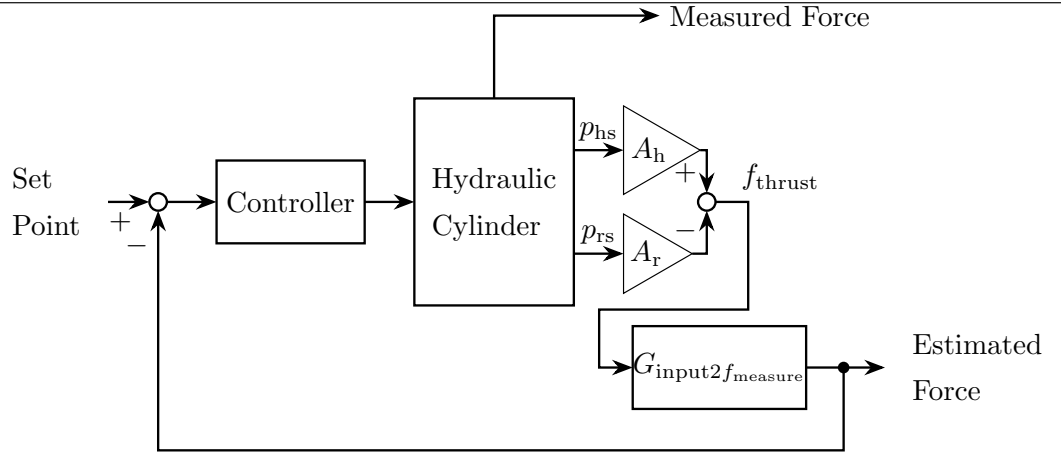 Measured Force
p_hs
A_h
+
f_thrust
Set
Point
+
−
Controller
Hydraulic
Cylinder
p_rs
A_r
−
G_input2f_measure
Estimated
Force